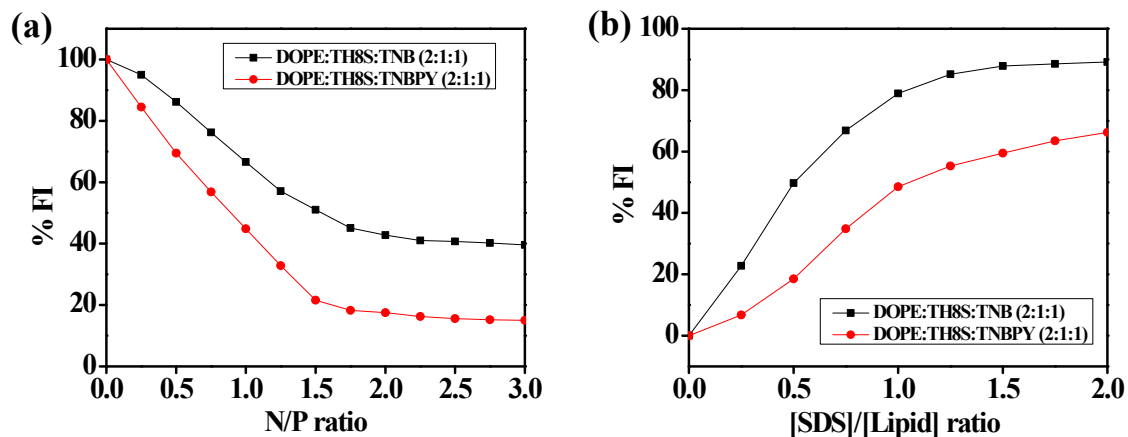 (a)
DOPE:TH8S:TNB (2:1:1)
DOPE:TH8S:TNBPY (2:1:1)
100
80
60
40
20
0
% FI
0.0 0.5 1.0 1.5 2.0 2.5 3.0
N/P ratio
(b)
100
80
60
40
20
0
% FI
DOPE:TH8S:TNB (2:1:1)
DOPE:TH8S:TNBPY (2:1:1)
0.0 0.5 1.0 1.5 2.0
[SDS]/[Lipid] ratio